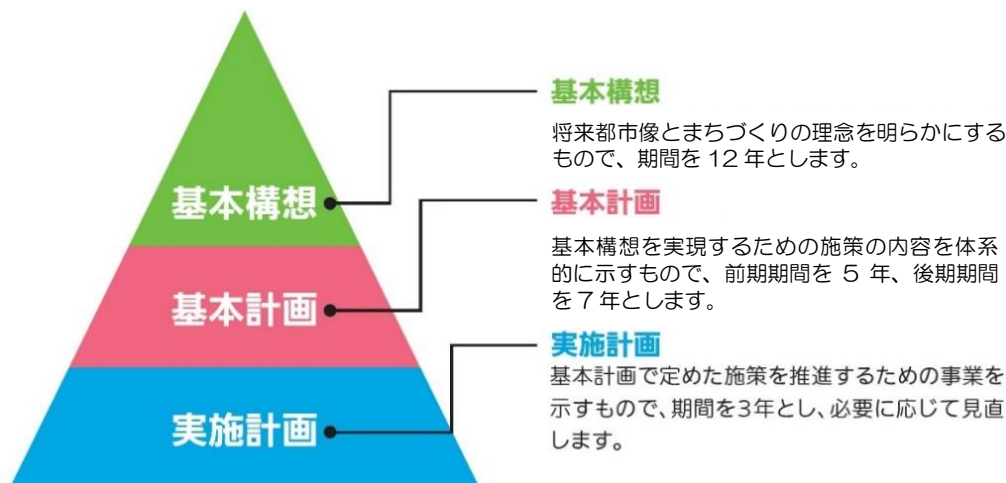 基本構想
将来都市像とまちづくりの理念を明らかにする
もので、期間を 12 年とします。
基本構想
基本計画
基本構想を実現するための施策の内容を体系
的に示すもので、前期期間を 5 年、後期期間
を7年とします。
基本計画
実施計画
基本計画で定めた施策を推進するための事業を
示すもので、期間を3年とし、必要に応じて見直
します。
実施計画